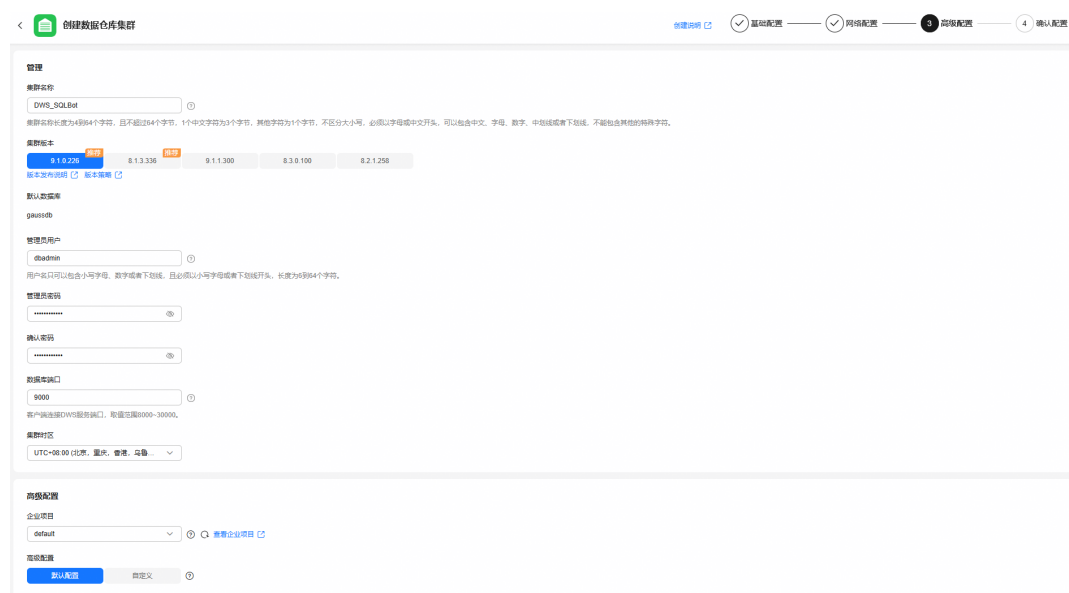 创建数据仓库集群
创建说明
基础配置
网络配置
3 高级配置
4 确认配置
管理
集群名称
DWS_SQLBot
集群名称长度为4到64个字符，且不超过64个字节，1个中文字符为3个字节，其他字符为1个字节，不区分大小写，必须以字母或中文开头，可以包含中文、字母、数字、中划线或者下划线，不能包含其他的特殊字符。
集群版本
9.1.0.226 推荐 8.1.3.336 推荐 9.1.1.300 8.3.0.100 8.2.1.258
版本发布说明 版本策略
默认数据库
gaussdb
管理员用户
dbadmin
用户名只可以包含小写字母、数字或者下划线，且必须以小写字母或者下划线开头，长度为6到64个字符。
管理员密码
••••••••••••
确认密码
••••••••••••
数据库端口
9000
客户端连接DWS服务端口，取值范围8000~30000。
集群时区
UTC+08:00 (北京，重庆，香港，乌鲁...
高级配置
企业项目
default 查看企业项目
高级配置
默认配置 自定义